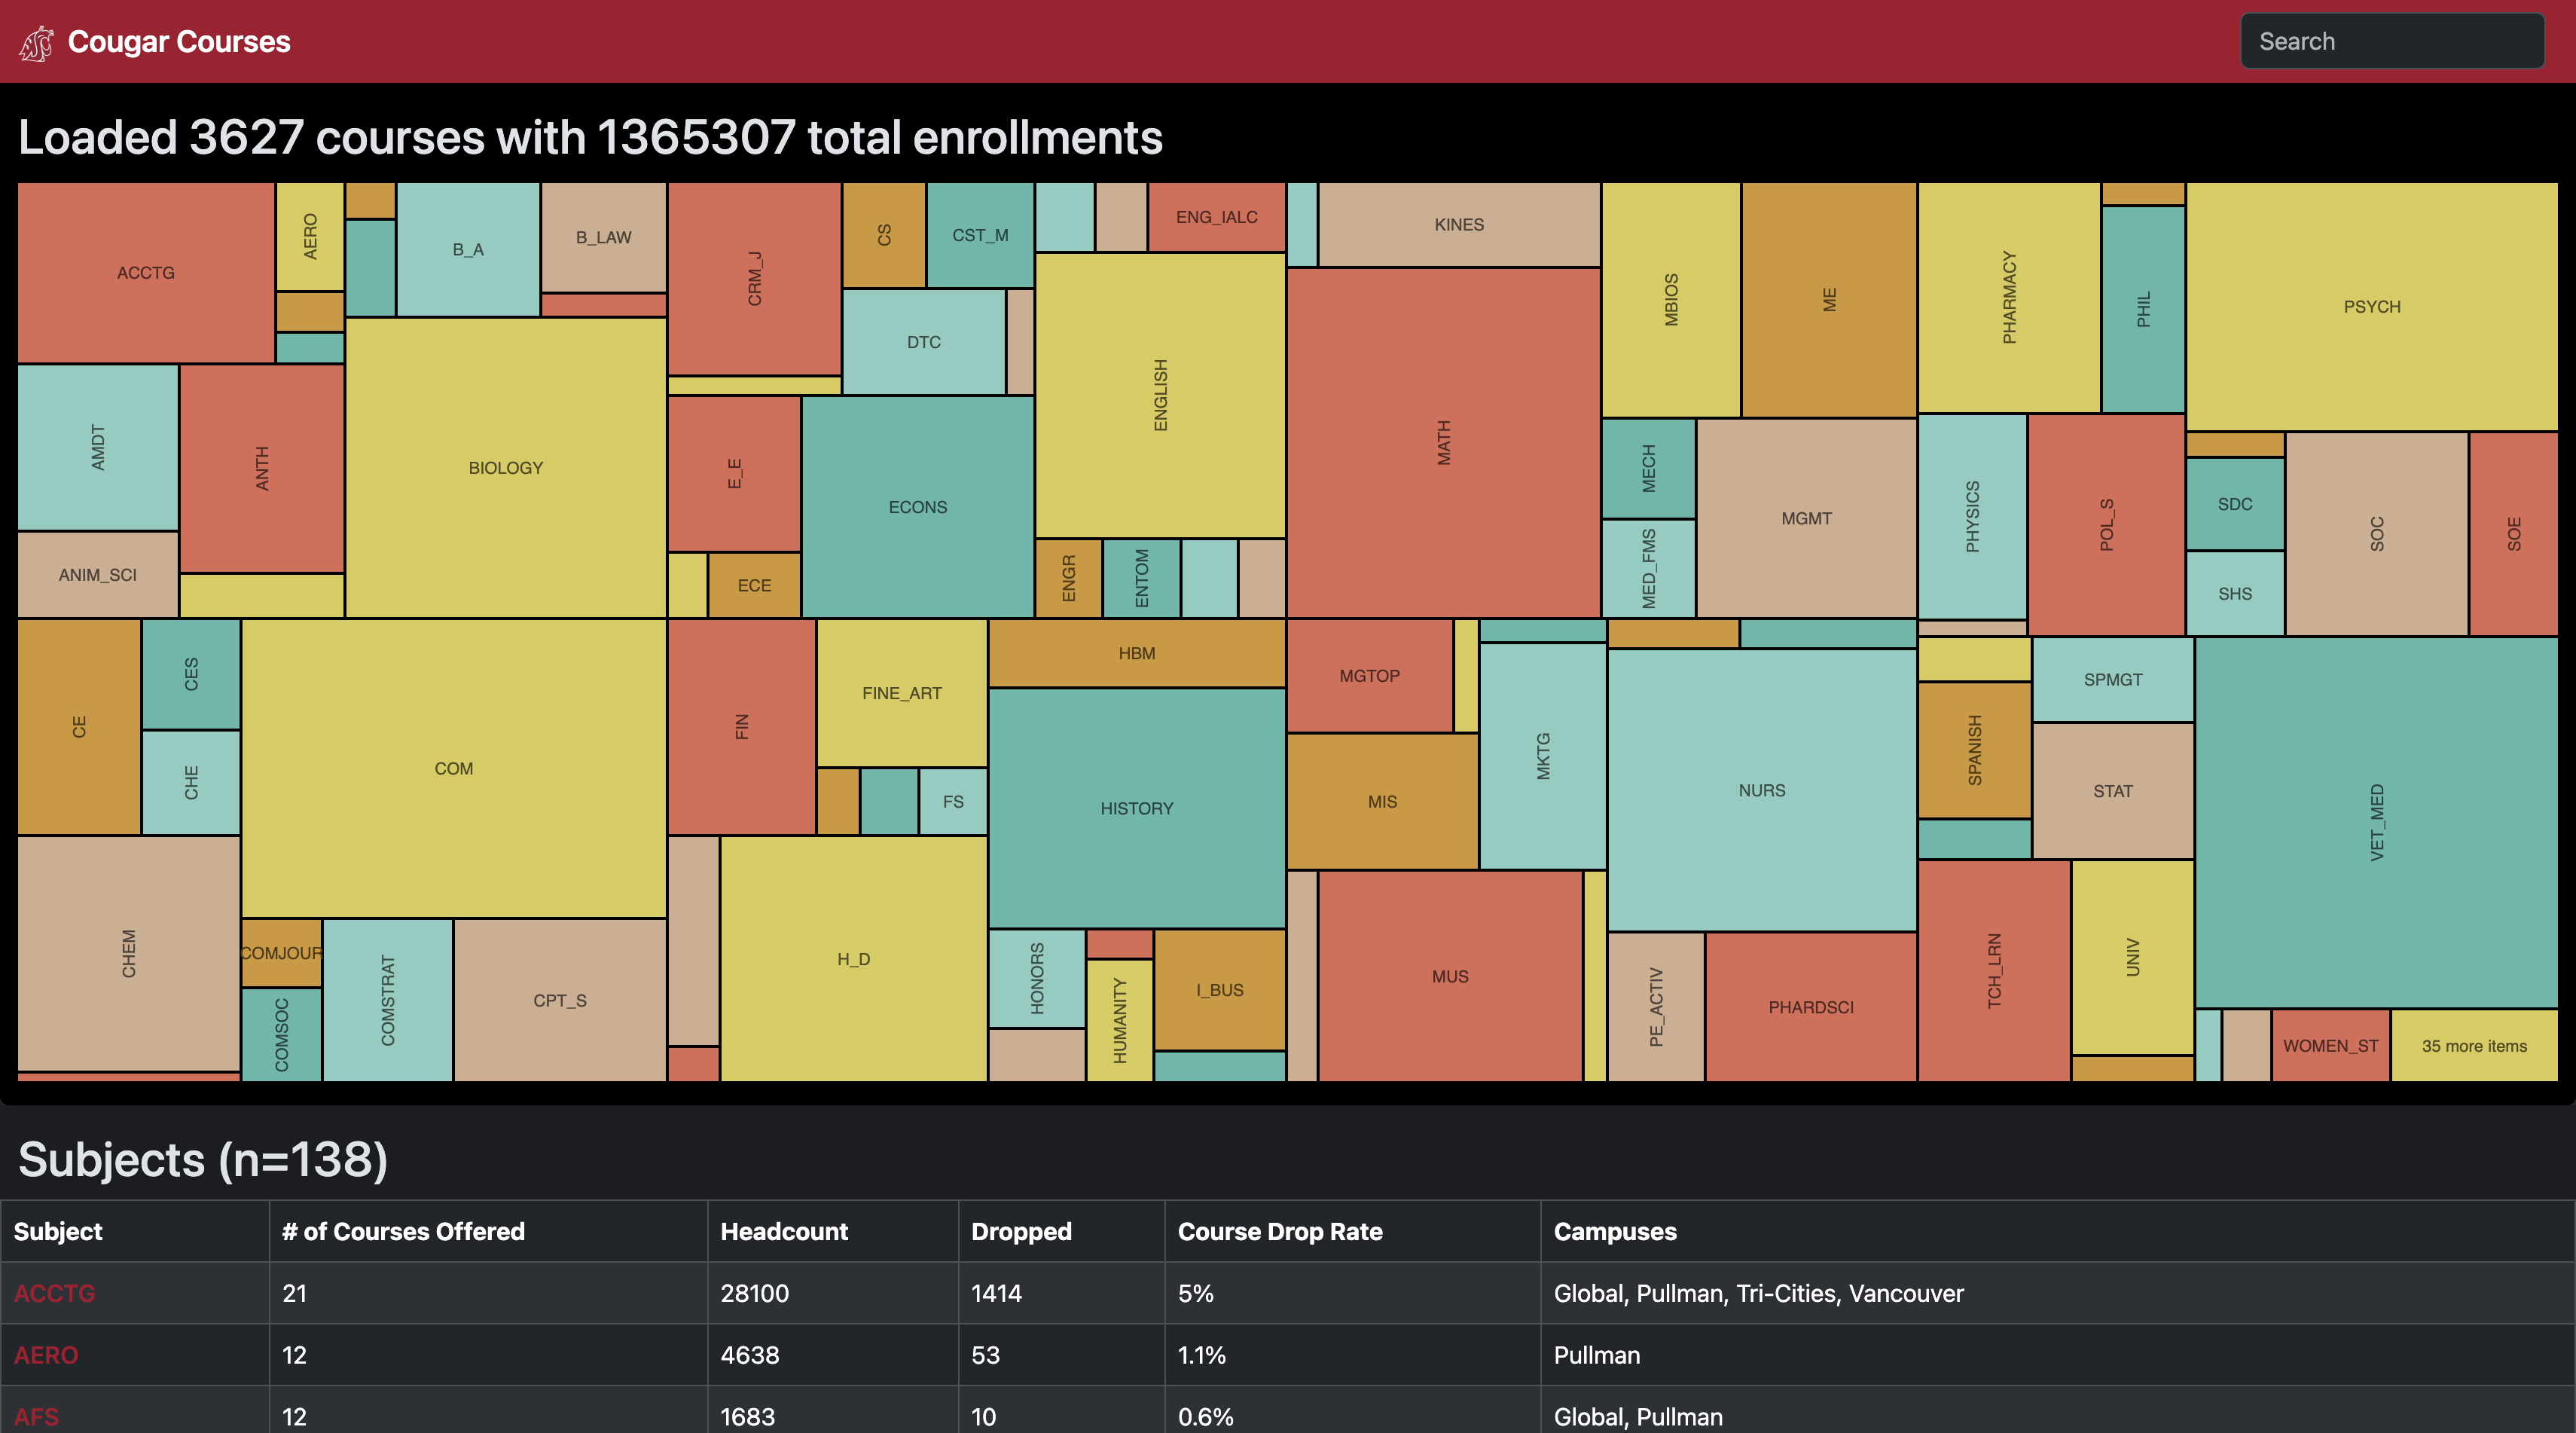 Cougar Courses
Search
Loaded 3627 courses with 1365307 total enrollments
ACCTG
AERO
B_A
B_LAW
CRM_J
CS
CST_M
ENG_IALC
KINES
MBIOS
ME
PHARMACY
PHIL
PSYCH
DTC
ENGLISH
MATH
AMDT
ANTH
BIOLOGY
E_E
ECONS
MECH
MGMT
PHYSICS
POL_S
SDC
SOC
SOE
ANIM_SCI
ECE
ENGR
ENTOM
MED_FMS
SHS
CE
CES
CHE
COM
FIN
FINE_ART
FS
HBM
HISTORY
MGTOP
MIS
MKTG
NURS
SPANISH
SPMGT
STAT
VET_MED
CHEM
COMJOUR
COMSOC
COMSTRAT
CPT_S
H_D
HONORS
HUMANITY
I_BUS
MUS
PE_ACTIV
PHARDSCI
TCH_LRN
UNIV
WOMEN_ST
35 more items
Subjects (n=138)
Subject # of Courses Offered Headcount Dropped Course Drop Rate Campuses
ACCTG 21 28100 1414 5% Global, Pullman, Tri-Cities, Vancouver
AERO 12 4638 53 1.1% Pullman
AFS 12 1683 10 0.6% Global, Pullman